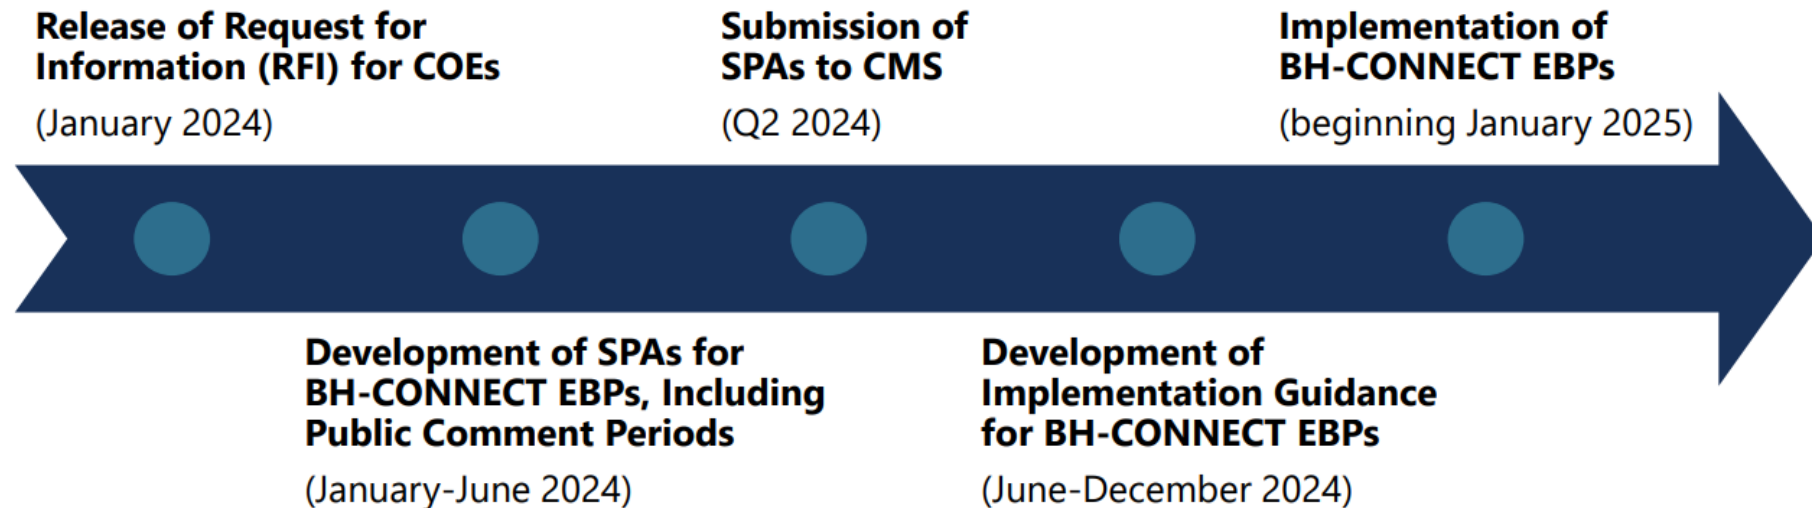 Release of Request for
Information (RFI) for COEs
(January 2024)
Submission of
SPAs to CMS
(Q2 2024)
Implementation of
BH-CONNECT EBPs
(beginning January 2025)
Development of SPAs for
BH-CONNECT EBPs, Including
Public Comment Periods
(January-June 2024)
Development of
Implementation Guidance
for BH-CONNECT EBPs
(June-December 2024)